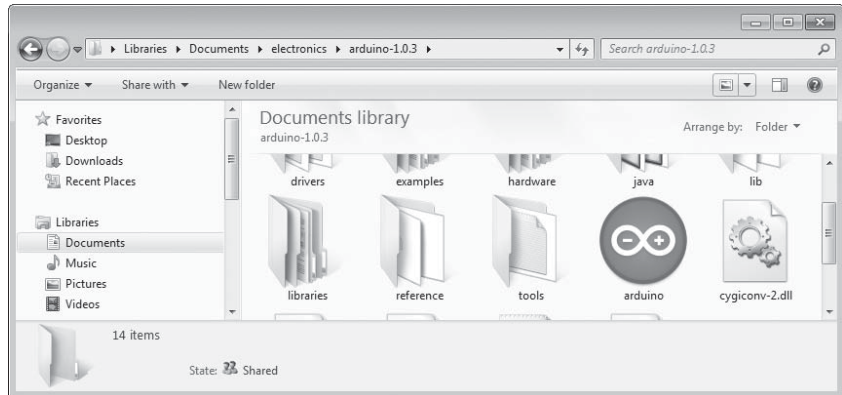 Libraries Documents electronics arduino-1.0.3 Search arduino-1.0.3
Organize Share with New folder
Favorites
Desktop
Downloads
Recent Places
Libraries
Documents
Music
Pictures
Videos
Documents library
arduino-1.0.3
Arrange by: Folder
drivers examples hardware java lib
libraries reference tools arduino cygiconv-2.dll
14 items
State: Shared